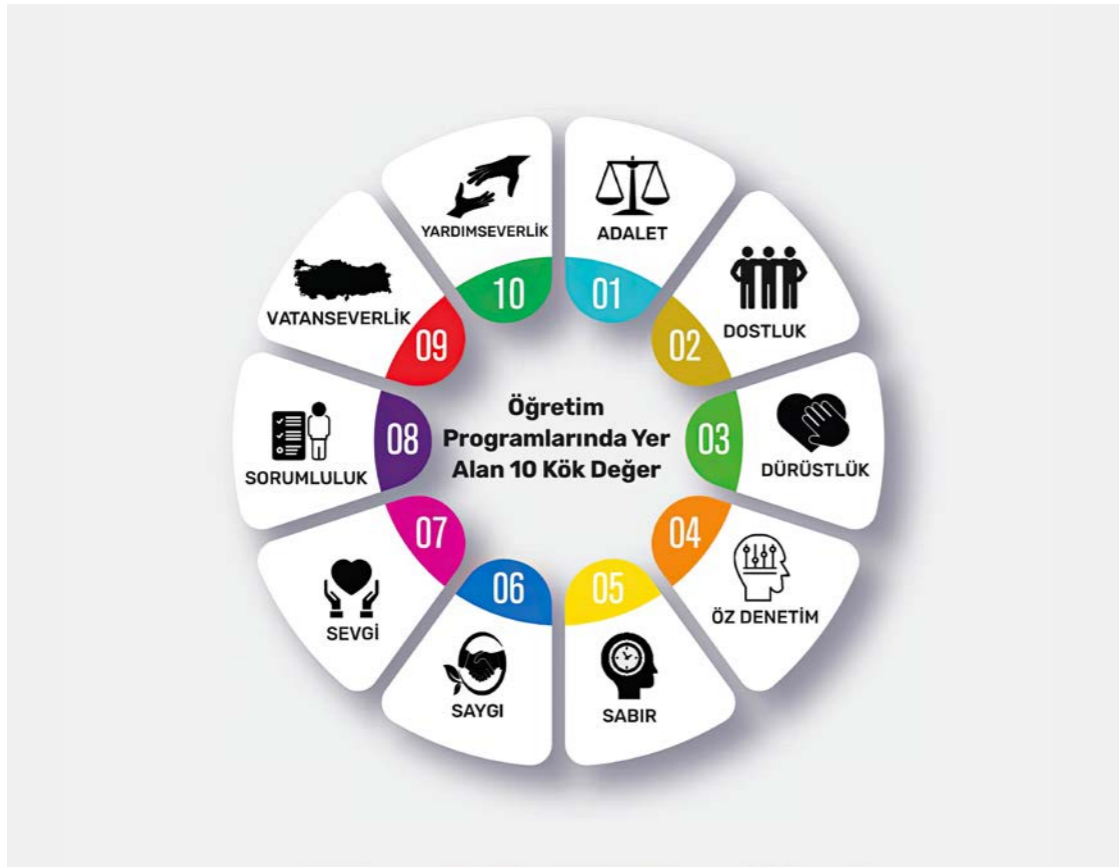 Öğretim
Programlarında Yer
Alan 10 Kök Değer
ADALET
01
DOSTLUK
02
DÜRÜSTLÜK
03
ÖZ DENETİM
04
SABIR
05
SAYGI
06
SEVGİ
07
SORUMLULUK
08
VATANSEVERLİK
09
YARDIMSEVERLİK
10